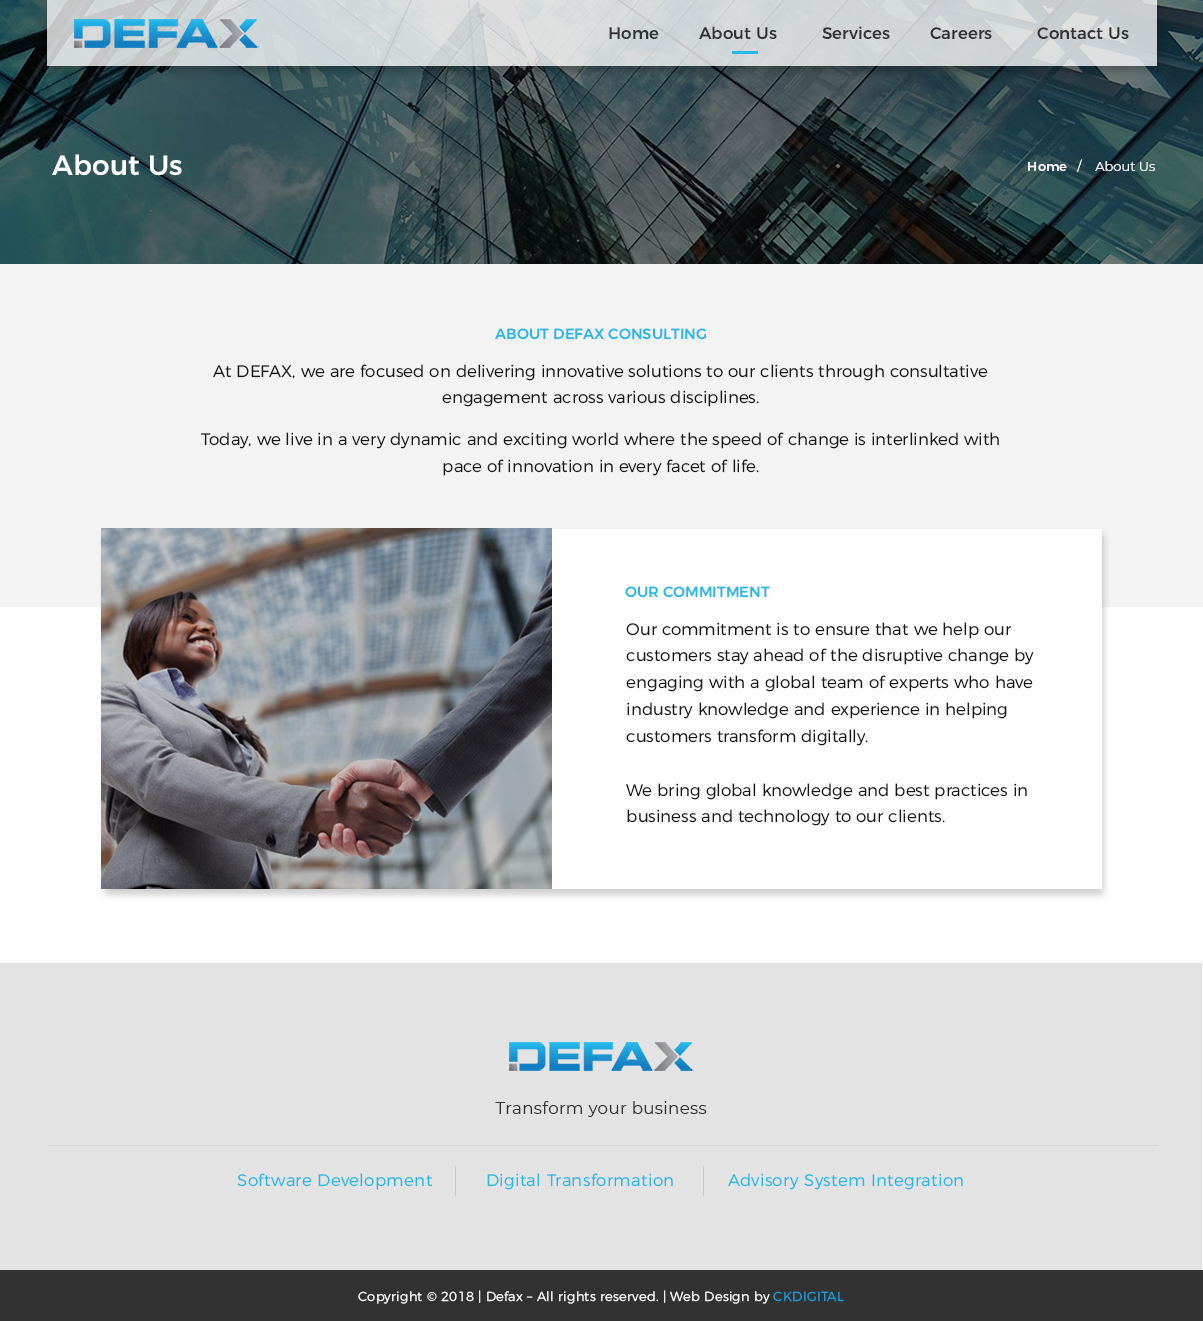 DEFAX
Home About Us Services Careers Contact Us
About Us
Home / About Us
ABOUT DEFAX CONSULTING
At DEFAX, we are focused on delivering innovative solutions to our clients through consultative
engagement across various disciplines.
Today, we live in a very dynamic and exciting world where the speed of change is interlinked with
pace of innovation in every facet of life.
OUR COMMITMENT
Our commitment is to ensure that we help our
customers stay ahead of the disruptive change by
engaging with a global team of experts who have
industry knowledge and experience in helping
customers transform digitally.
We bring global knowledge and best practices in
business and technology to our clients.
DEFAX
Transform your business
Software Development Digital Transformation Advisory System Integration
Copyright © 2018 | Defax – All rights reserved. | Web Design by CKDIGITAL